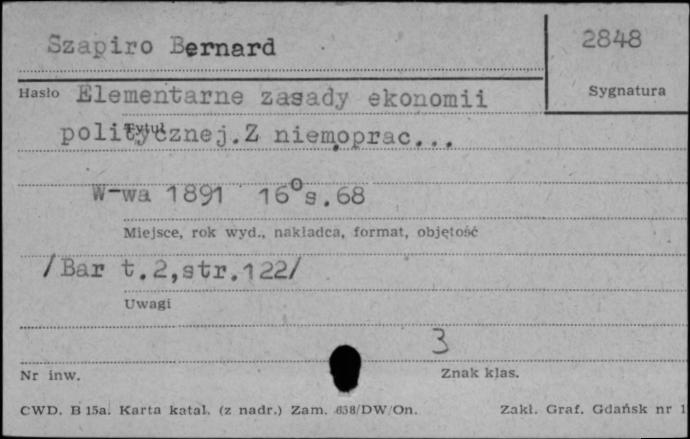 Szapiro Bernard
2848
Hasło Elementarne zasady ekonomii
Sygnatura
Tytuł politycznej.Z niem.oprac...
W-wa 1891 16°s.68
Miejsce, rok wyd., nakładca, format, objętość
/Bar t.2,str.122/
Uwagi
3
Nr inw.
Znak klas.
CWD. B 15a. Karta katal. (z nadr.) Zam. 658/DW/On.
Zakł. Graf. Gdańsk nr 1